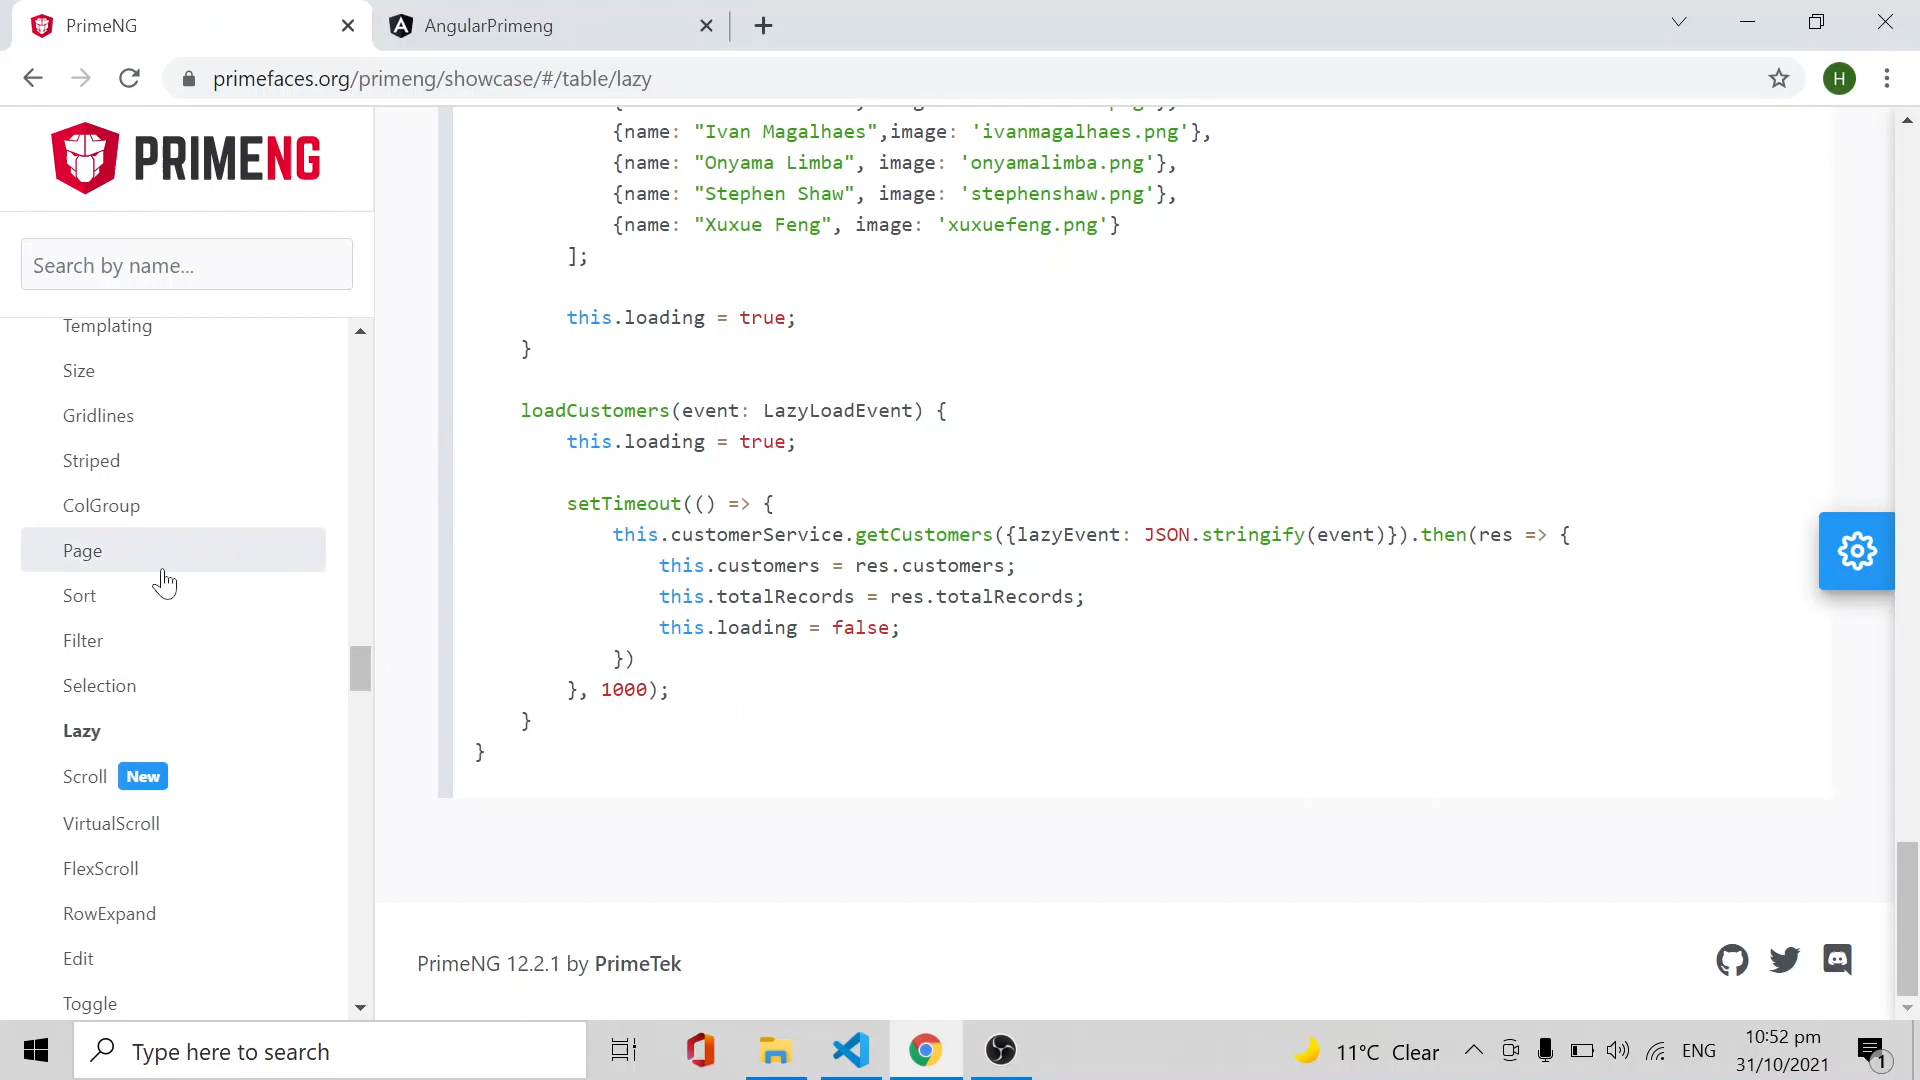 PrimeNG
AngularPrimeng
primefaces.org/primeng/showcase/#/table/lazy
H
PRIMENG
Search by name...
Templating
Size
Gridlines
Striped
ColGroup
Page
Sort
Filter
Selection
Lazy
Scroll New
VirtualScroll
FlexScroll
RowExpand
Edit
Toggle
{name: "Ivan Magalhaes",image: 'ivanmagalhaes.png'},
{name: "Onyama Limba", image: 'onyamalimba.png'},
{name: "Stephen Shaw", image: 'stephenshaw.png'},
{name: "Xuxue Feng", image: 'xuxuefeng.png'}
];
this.loading = true;
}
loadCustomers(event: LazyLoadEvent) {
this.loading = true;
setTimeout(() => {
this.customerService.getCustomers({lazyEvent: JSON.stringify(event)}).then(res => {
this.customers = res.customers;
this.totalRecords = res.totalRecords;
this.loading = false;
})
}, 1000);
}
}
PrimeNG 12.2.1 by PrimeTek
Type here to search
11°C Clear
ENG
10:52 pm
31/10/2021
1